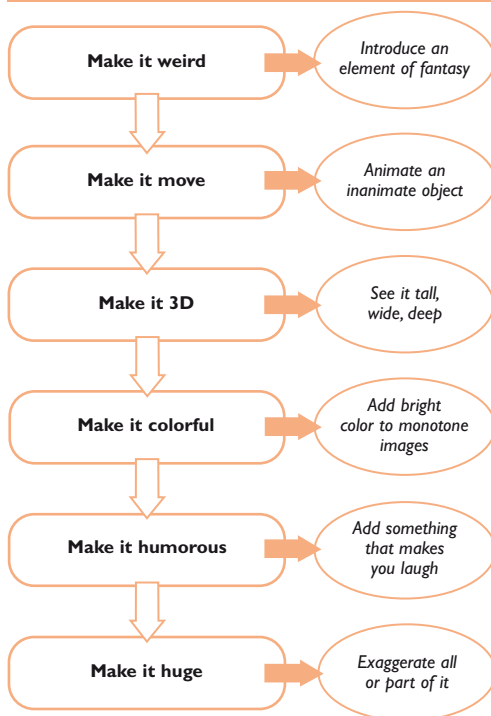 Make it weird
Introduce an
element of fantasy
Make it move
Animate an
inanimate object
Make it 3D
See it tall,
wide, deep
Make it colorful
Add bright
color to monotone
images
Make it humorous
Add something
that makes
you laugh
Make it huge
Exaggerate all
or part of it